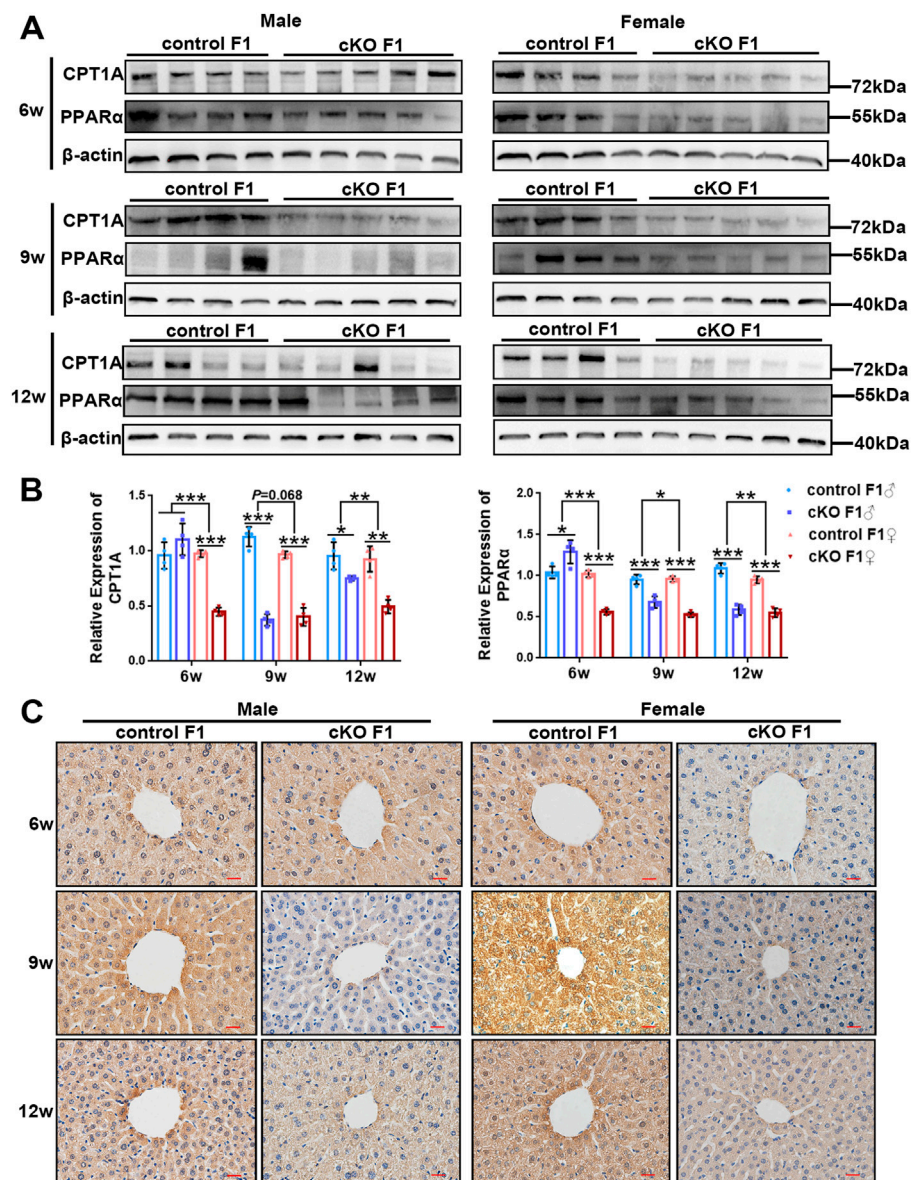 A
Male
Female
control F1
cKO F1
control F1
cKO F1
6w
CPT1A
72kDa
PPARα
55kDa
β-actin
40kDa
control F1
cKO F1
control F1
cKO F1
9w
CPT1A
72kDa
PPARα
55kDa
β-actin
40kDa
control F1
cKO F1
control F1
cKO F1
12w
CPT1A
72kDa
PPARα
55kDa
β-actin
40kDa
B
Relative Expression of
CPT1A
1.5
1.0
0.5
0.0
***
***
P=0.068
***
***
**
*
**
6w
9w
12w
Relative Expression of
PPARα
2.0
1.5
1.0
0.5
0.0
***
*
***
*
***
***
**
***
***
6w
9w
12w
control F1♂
cKO F1♂
control F1♀
cKO F1♀
C
Male
Female
control F1
cKO F1
control F1
cKO F1
6w
9w
12w